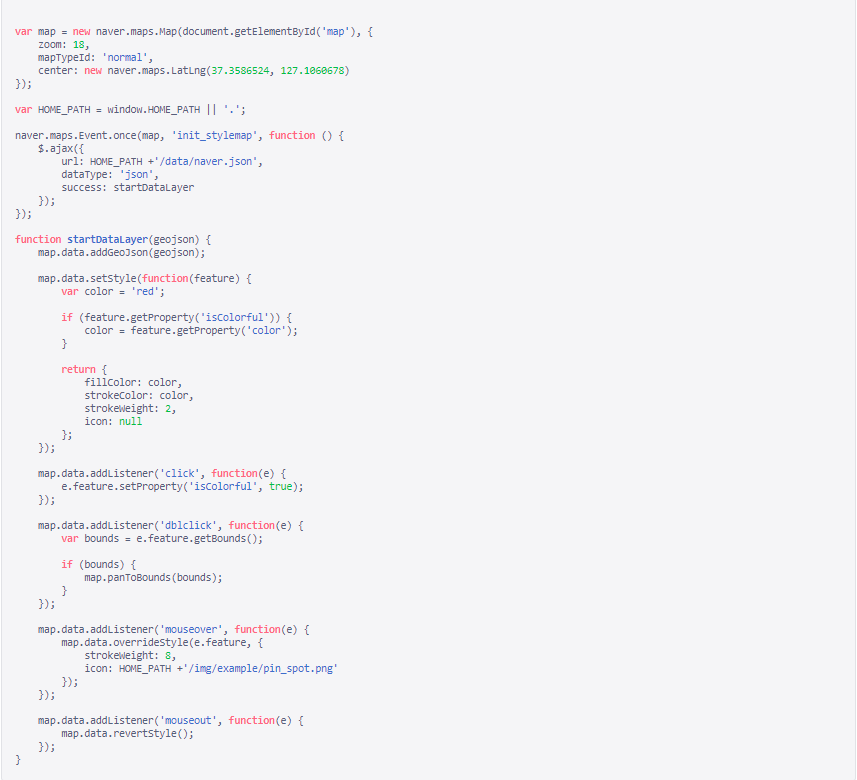 var map = new naver.maps.Map(document.getElementById('map'), {
    zoom: 18,
    mapTypeId: 'normal',
    center: new naver.maps.LatLng(37.3586524, 127.1060678)
});

var HOME_PATH = window.HOME_PATH || '.';

naver.maps.Event.once(map, 'init_stylemap', function () {
    $.ajax({
        url: HOME_PATH +'/data/naver.json',
        dataType: 'json',
        success: startDataLayer
    });
});

function startDataLayer(geojson) {
    map.data.addGeoJson(geojson);

    map.data.setStyle(function(feature) {
        var color = 'red';

        if (feature.getProperty('isColorful')) {
            color = feature.getProperty('color');
        }

        return {
            fillColor: color,
            strokeColor: color,
            strokeWeight: 2,
            icon: null
        };
    });

    map.data.addListener('click', function(e) {
        e.feature.setProperty('isColorful', true);
    });

    map.data.addListener('dblclick', function(e) {
        var bounds = e.feature.getBounds();

        if (bounds) {
            map.panToBounds(bounds);
        }
    });

    map.data.addListener('mouseover', function(e) {
        map.data.overrideStyle(e.feature, {
            strokeWeight: 8,
            icon: HOME_PATH +'/img/example/pin_spot.png'
        });
    });

    map.data.addListener('mouseout', function(e) {
        map.data.revertStyle();
    });
}